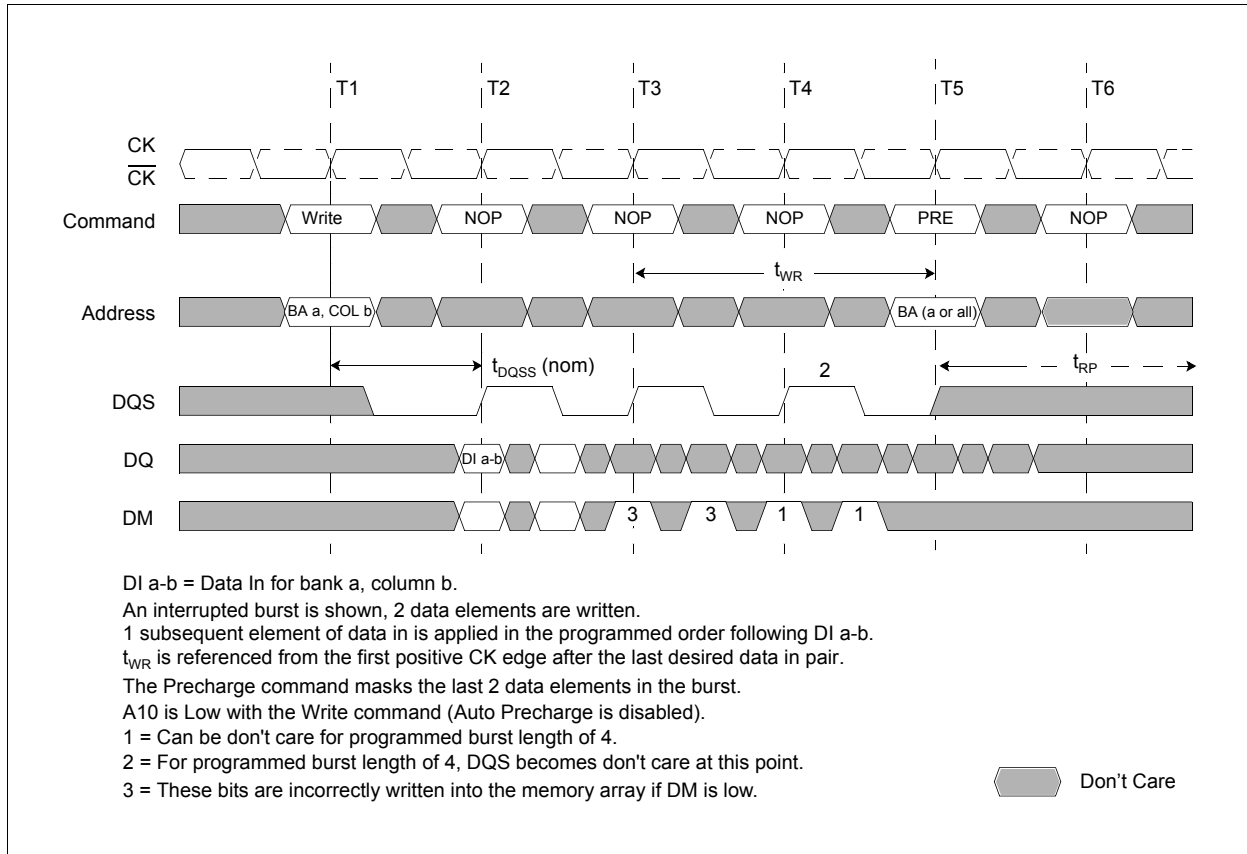 T1 T2 T3 T4 T5 T6
CK
CK
Command Write NOP NOP NOP PRE NOP
tWR
Address BA a, COL b BA (a or all)
tDQSS (nom) 2 tRP
DQS
DQ DI a-b
DM 3 3 1 1
DI a-b = Data In for bank a, column b.
An interrupted burst is shown, 2 data elements are written.
1 subsequent element of data in is applied in the programmed order following DI a-b.
tWR is referenced from the first positive CK edge after the last desired data in pair.
The Precharge command masks the last 2 data elements in the burst.
A10 is Low with the Write command (Auto Precharge is disabled).
1 = Can be don't care for programmed burst length of 4.
2 = For programmed burst length of 4, DQS becomes don't care at this point.
3 = These bits are incorrectly written into the memory array if DM is low.
Don't Care